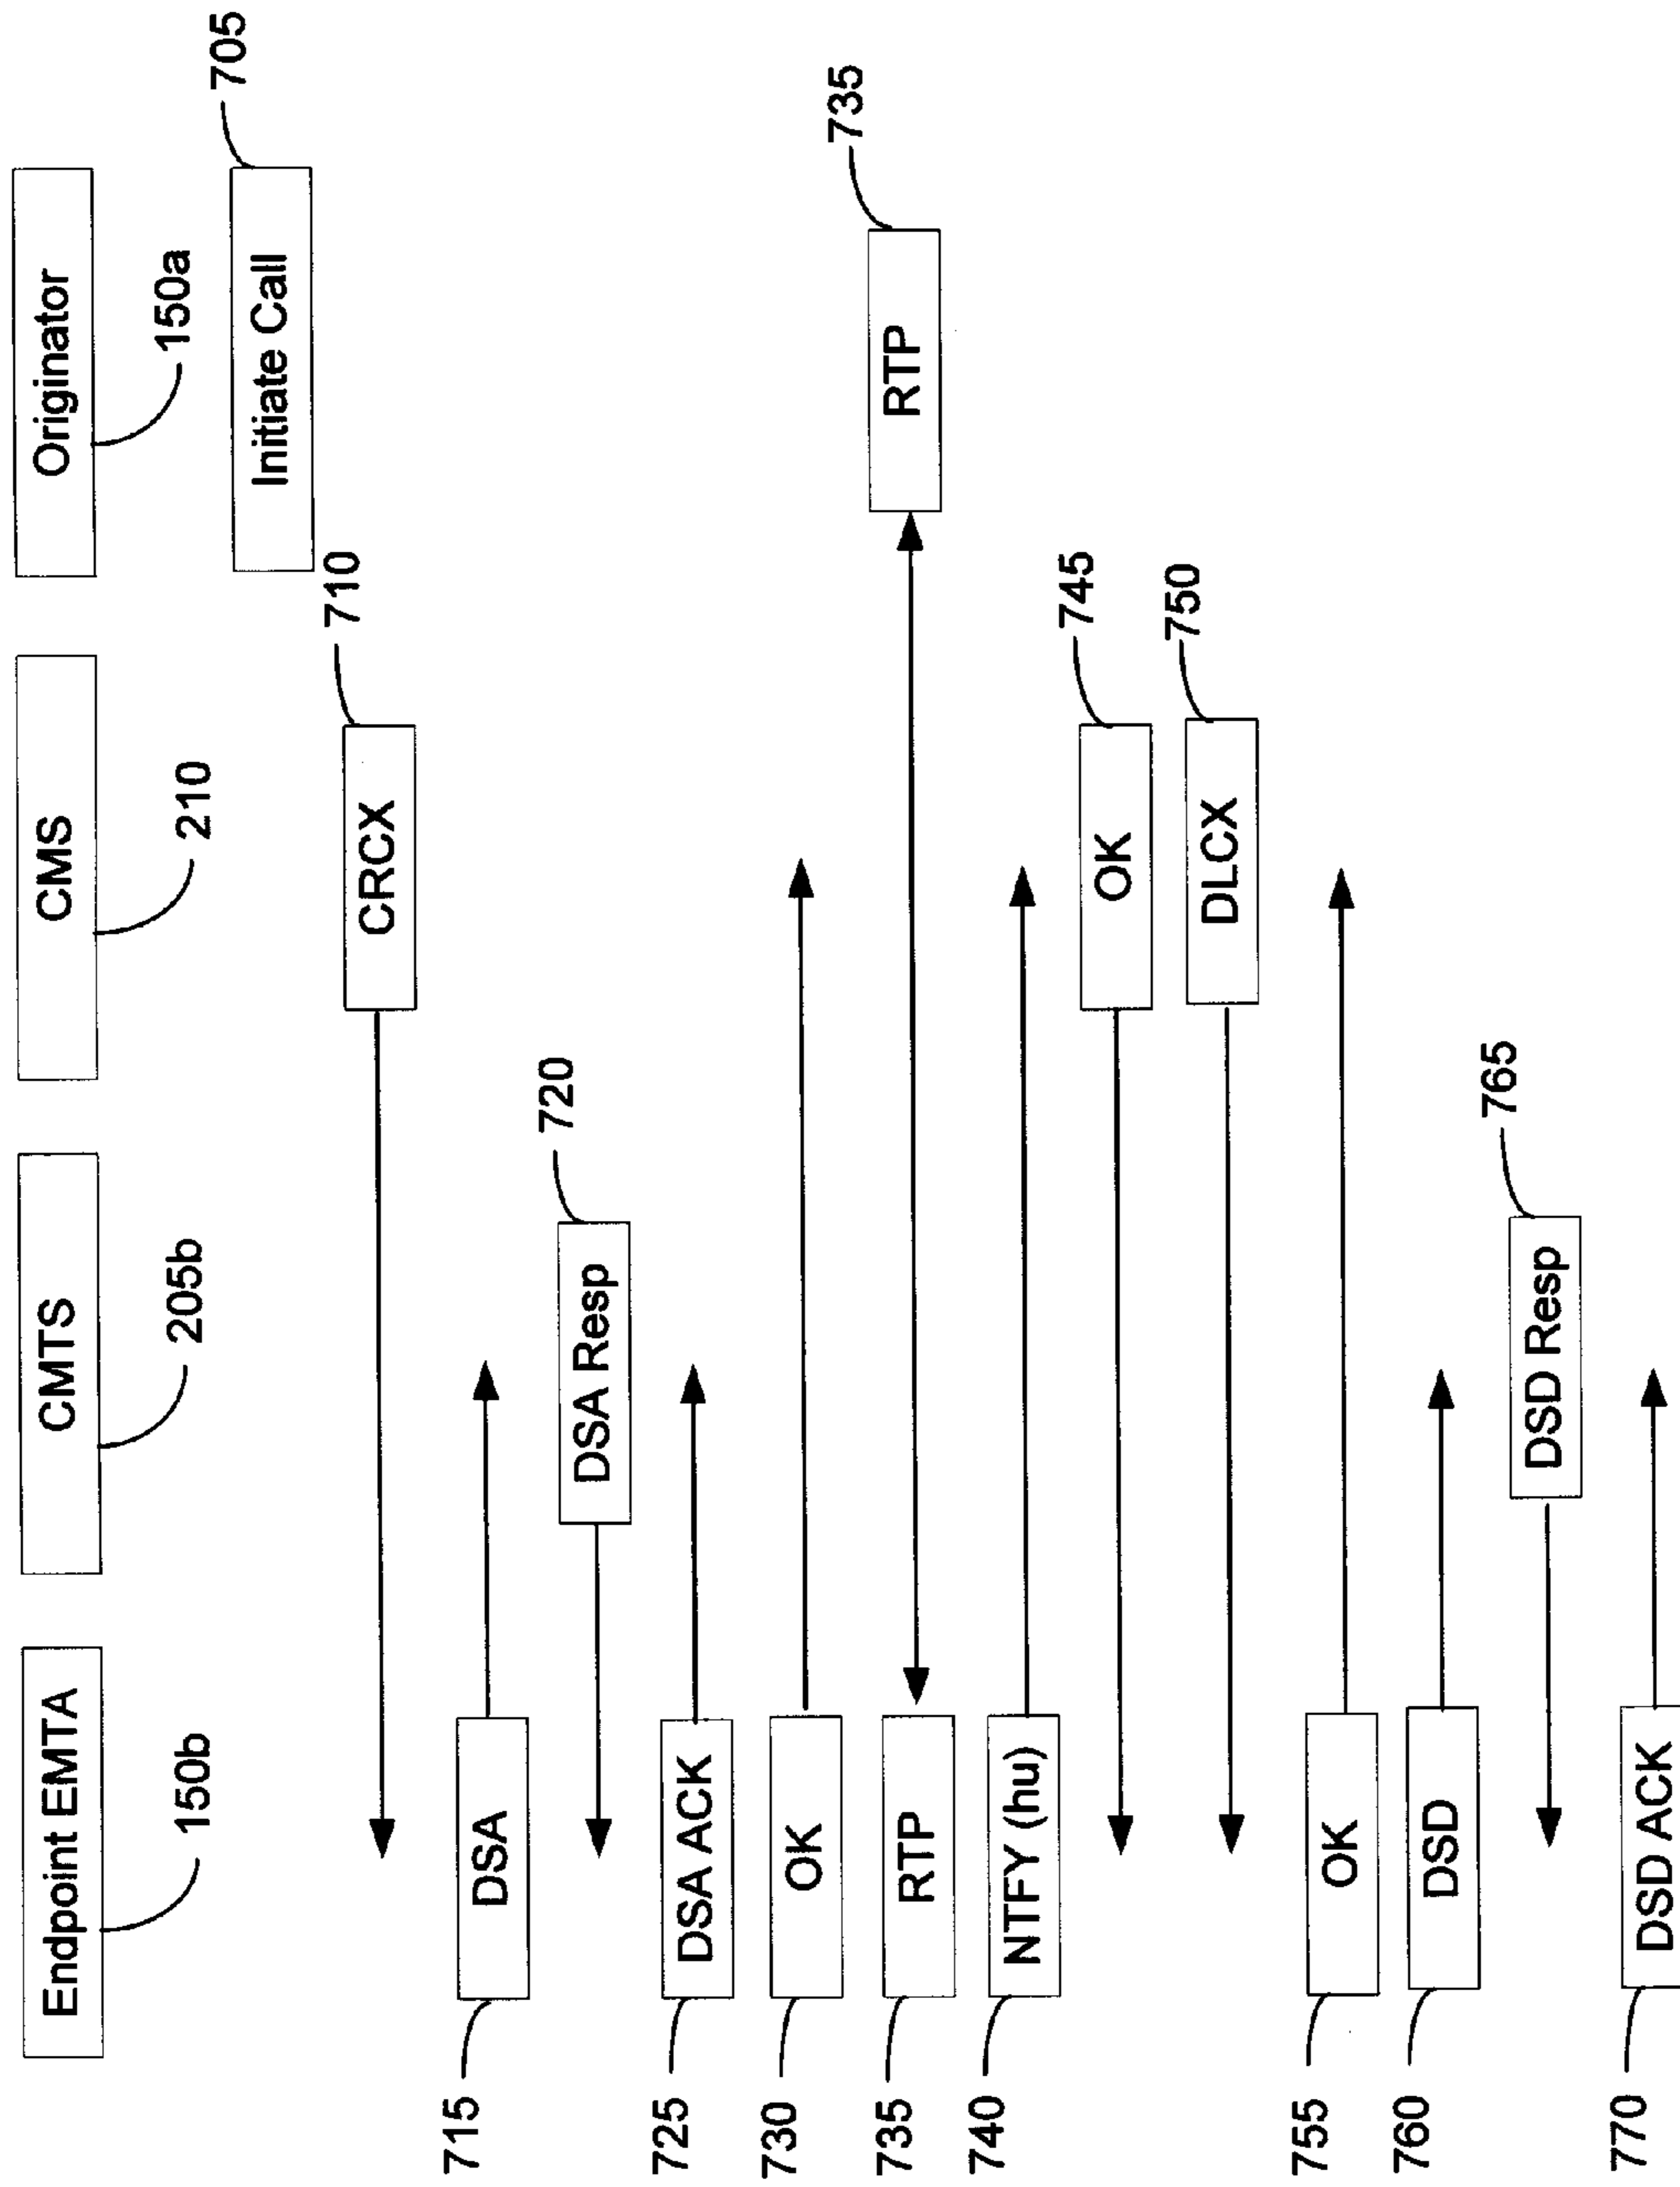 Endpoint EMTA
CMTS
CMS
Originator
150b
205b
210
150a
Initiate Call
705
CRCX
710
715
DSA
DSA Resp
720
725
DSA ACK
730
OK
735
RTP
RTP
735
740
NTFY (hu)
OK
745
DLCX
750
755
OK
760
DSD
DSD Resp
765
770
DSD ACK